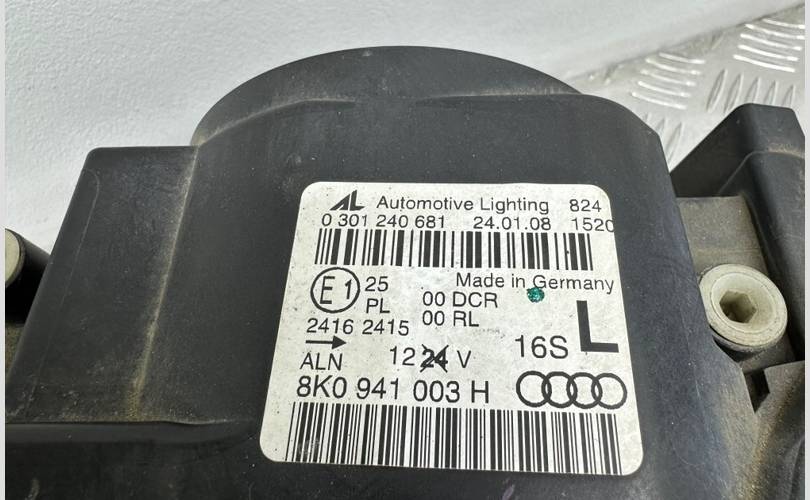 AL Automotive Lighting 824
0 301 240 681 24.01.08 1520
Made in Germany
E1 25
PL
00 DCR
00 RL
2416 2415
L
ALN
12 24 V
16S
8K0 941 003 H